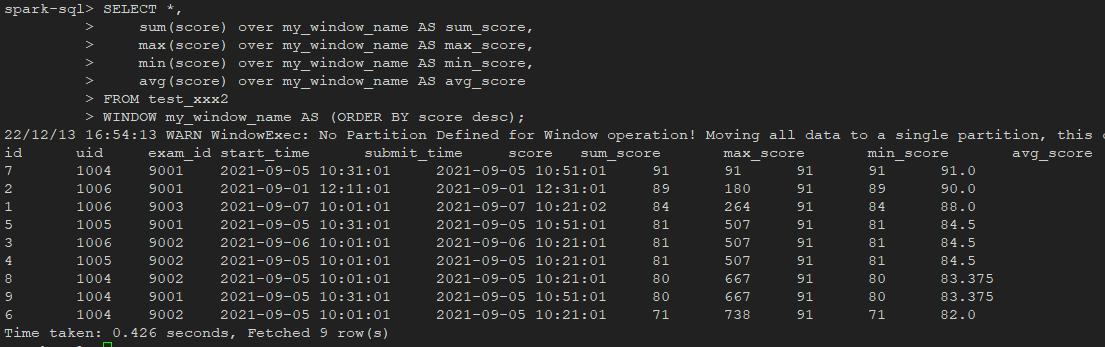 spark-sql> SELECT *,
> sum(score) over my_window_name AS sum_score,
> max(score) over my_window_name AS max_score,
> min(score) over my_window_name AS min_score,
> avg(score) over my_window_name AS avg_score
> FROM test_xxx2
> WINDOW my_window_name AS (ORDER BY score desc);
22/12/13 16:54:13 WARN WindowExec: No Partition Defined for Window operation! Moving all data to a single partition, this
id uid exam_id start_time submit_time score sum_score max_score min_score avg_score
7 1004 9001 2021-09-05 10:31:01 2021-09-05 10:51:01 91 91 91 91 91.0
2 1006 9001 2021-09-01 12:11:01 2021-09-01 12:31:01 89 180 91 89 90.0
1 1006 9003 2021-09-07 10:01:01 2021-09-07 10:21:02 84 264 91 84 88.0
5 1005 9001 2021-09-05 10:31:01 2021-09-05 10:51:01 81 507 91 81 84.5
3 1006 9002 2021-09-06 10:01:01 2021-09-06 10:21:01 81 507 91 81 84.5
4 1005 9002 2021-09-05 10:01:01 2021-09-05 10:21:01 81 507 91 81 84.5
8 1004 9002 2021-09-05 10:01:01 2021-09-05 10:21:01 80 667 91 80 83.375
9 1004 9001 2021-09-05 10:31:01 2021-09-05 10:51:01 80 667 91 80 83.375
6 1004 9002 2021-09-05 10:01:01 2021-09-05 10:21:01 71 738 91 71 82.0
Time taken: 0.426 seconds, Fetched 9 row(s)